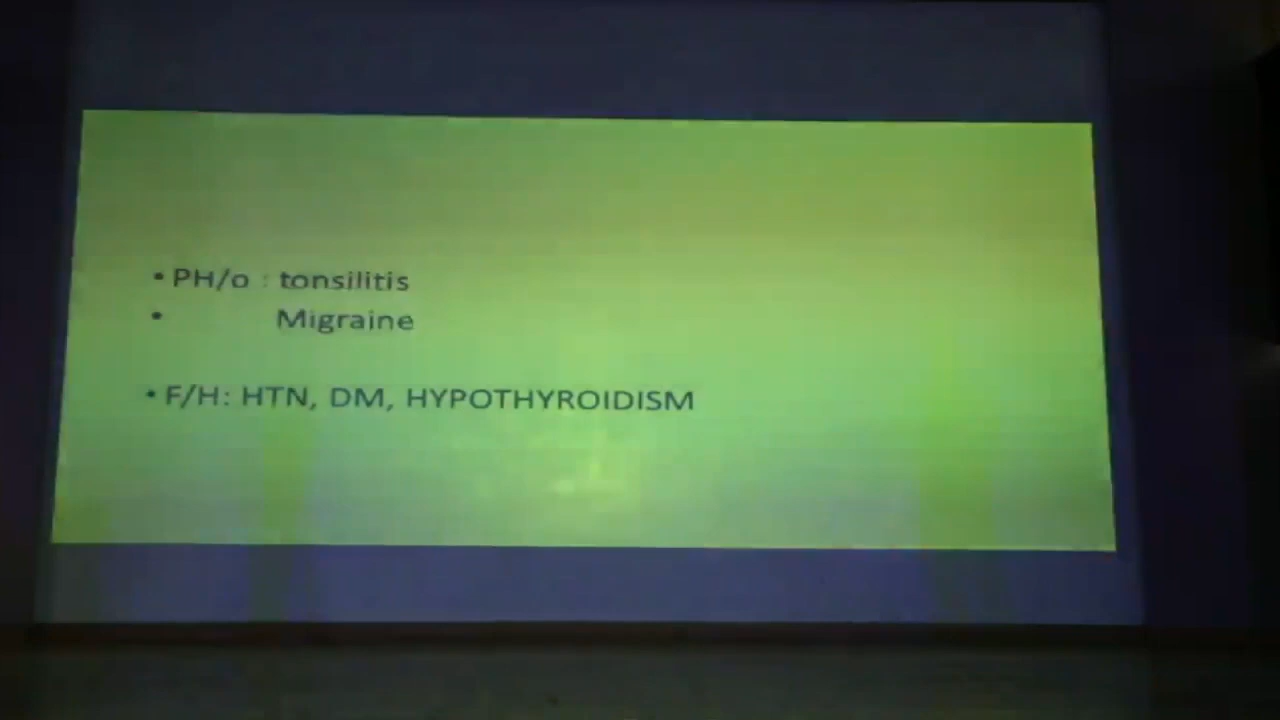 • PH/o : tonsilitis
• Migraine
• F/H: HTN, DM, HYPOTHYROIDISM